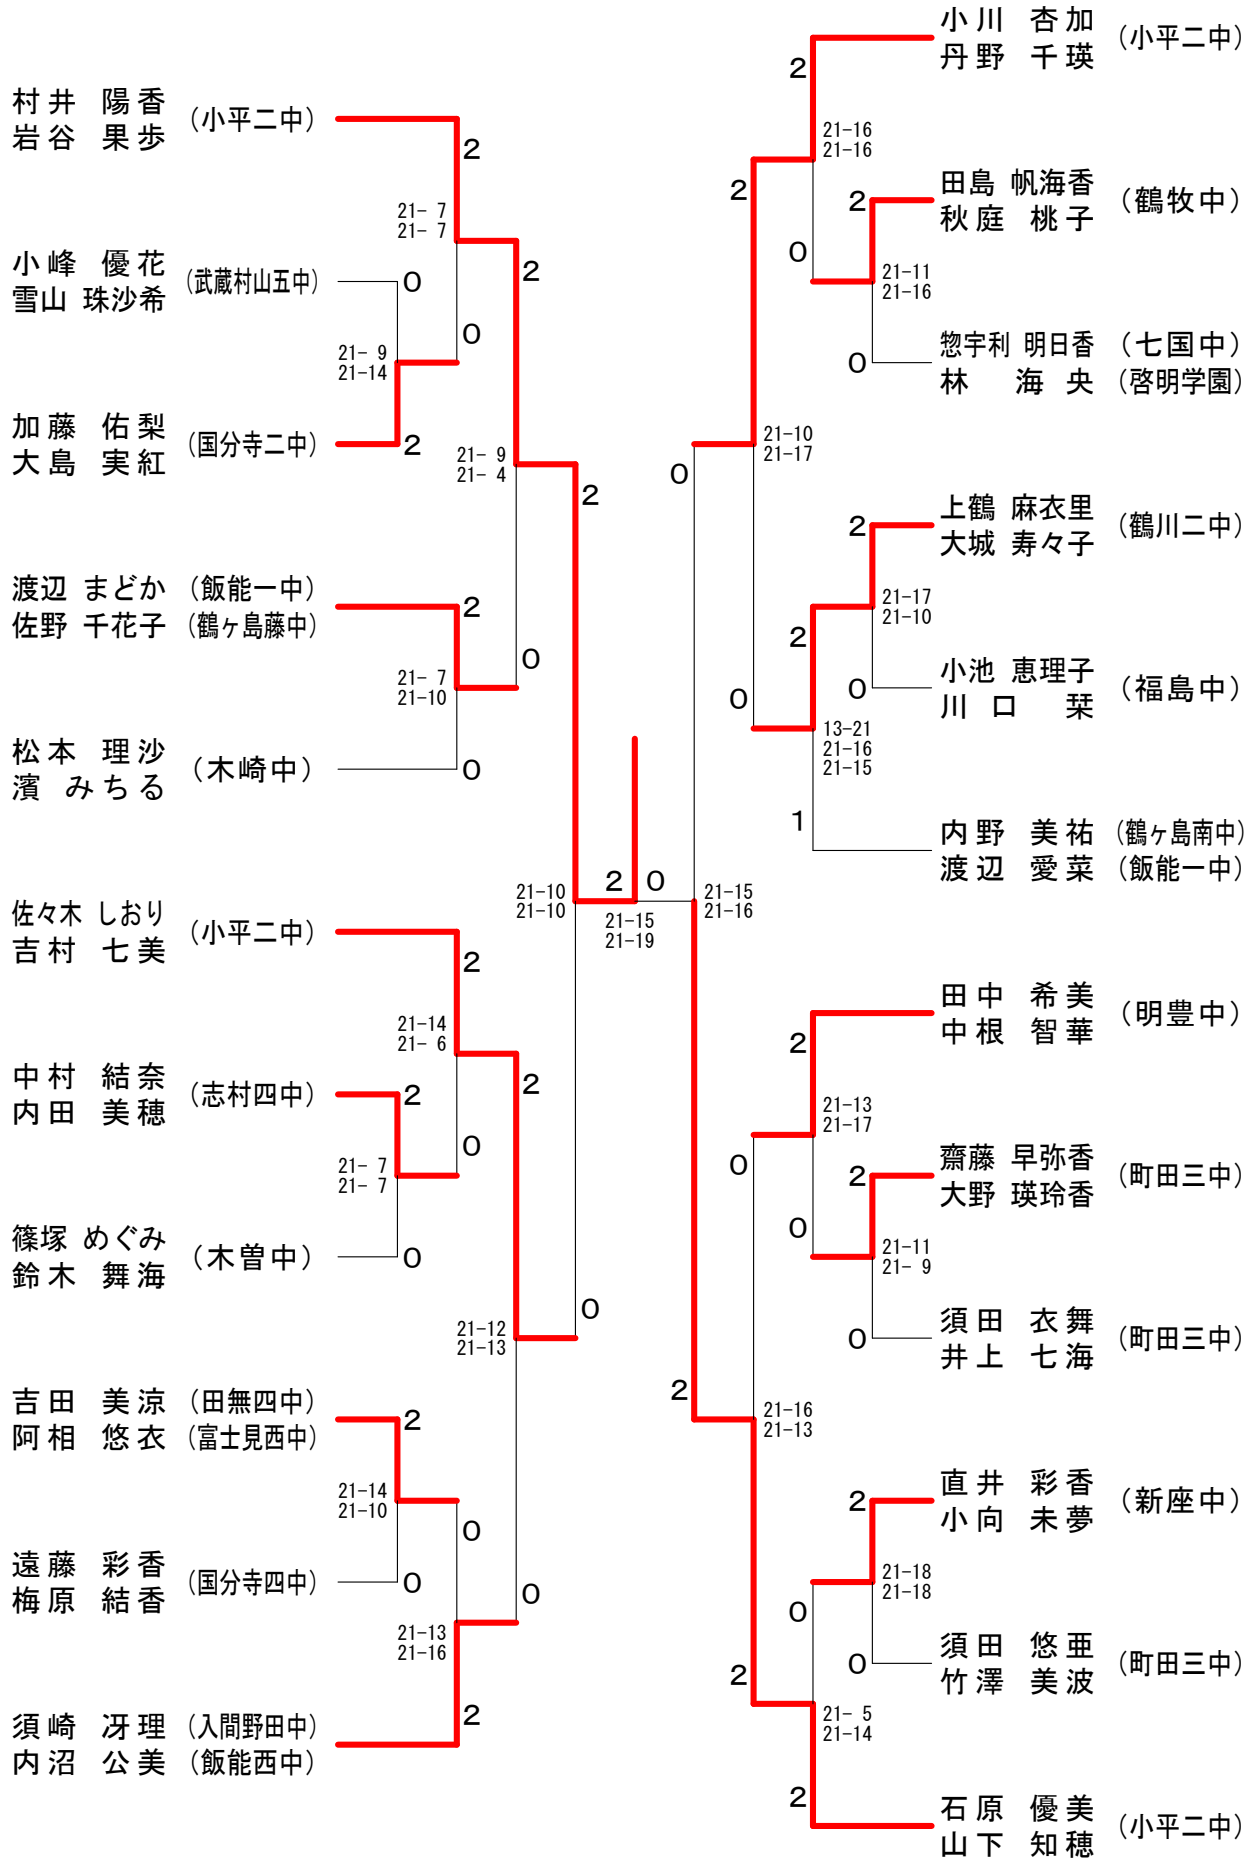 村井 陽香
岩谷 果歩
(小平二中)
2
21- 7
21- 7
小峰 優花
雪山 珠沙希
(武蔵村山五中)
0
2
0
21- 9
21-14
加藤 佑梨
大島 実紅
(国分寺二中)
2
21- 9
21- 4
2
渡辺 まどか (飯能一中)
佐野 千花子 (鶴ヶ島藤中)
2
0
21- 7
21-10
松本 理沙
濱 みちる
(木崎中)
0
21-10
21-10
2
0
21-15
21-19
佐々木 しおり
吉村 七美
(小平二中)
2
21-14
21- 6
中村 結奈
内田 美穂
(志村四中)
2
2
0
21- 7
21- 7
篠塚 めぐみ
鈴木 舞海
(木曽中)
0
0
21-12
21-13
吉田 美涼 (田無四中)
阿相 悠衣 (富士見西中)
2
21-14
21-10
0
遠藤 彩香
梅原 結香
(国分寺四中)
0
0
21-13
21-16
須崎 冴理 (入間野田中)
内沼 公美 (飯能西中)
2
小川 杏加
丹野 千瑛
(小平二中)
2
21-16
21-16
2
田島 帆海香
秋庭 桃子
(鶴牧中)
2
0
21-11
21-16
惣宇利 明日香 (七国中)
林 海央 (啓明学園)
0
21-10
21-17
0
上鶴 麻衣里
大城 寿々子
(鶴川二中)
2
21-17
21-10
2
小池 恵理子
川口 栞
(福島中)
0
0
13-21
21-16
21-15
1
内野 美祐 (鶴ヶ島南中)
渡辺 愛菜 (飯能一中)
21-15
21-16
田中 希美
中根 智華
(明豊中)
2
21-13
21-17
0
齋藤 早弥香
大野 瑛玲香
(町田三中)
2
0
21-11
21- 9
須田 衣舞
井上 七海
(町田三中)
0
2
21-16
21-13
直井 彩香
小向 未夢
(新座中)
2
21-18
21-18
0
須田 悠亜
竹澤 美波
(町田三中)
0
2
21- 5
21-14
2
石原 優美
山下 知穂
(小平二中)